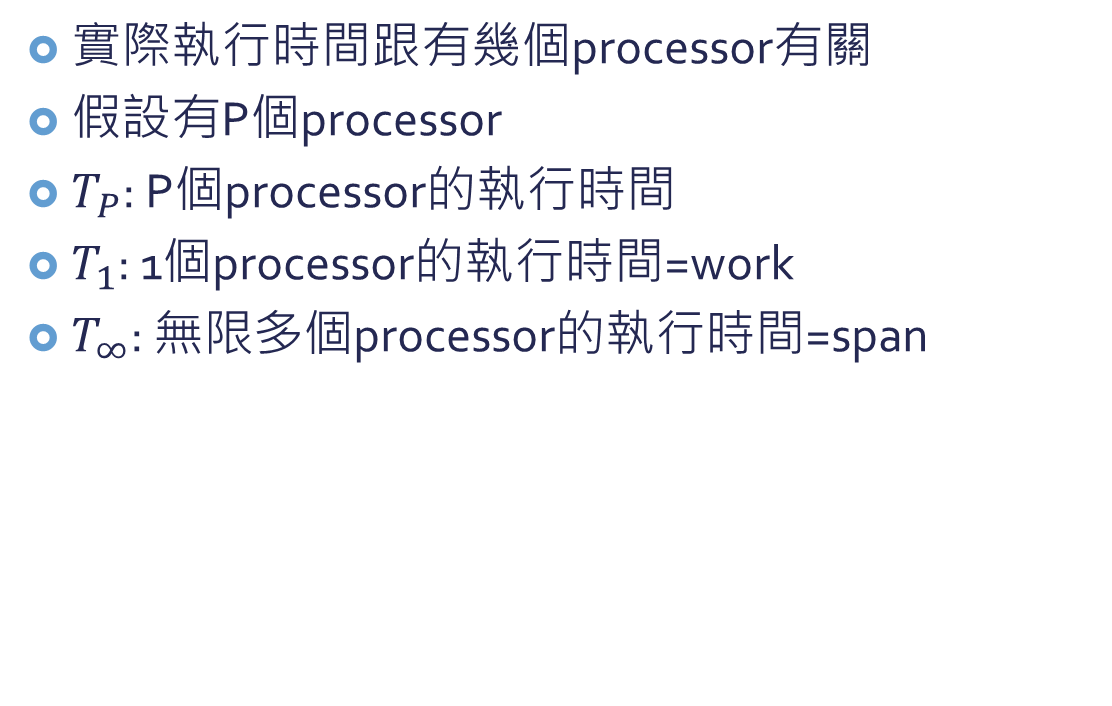 實際執行時間跟有幾個processor有關
假設有P個processor
T_P: P個processor的執行時間
T_1: 1個processor的執行時間=work
T_∞: 無限多個processor的執行時間=span